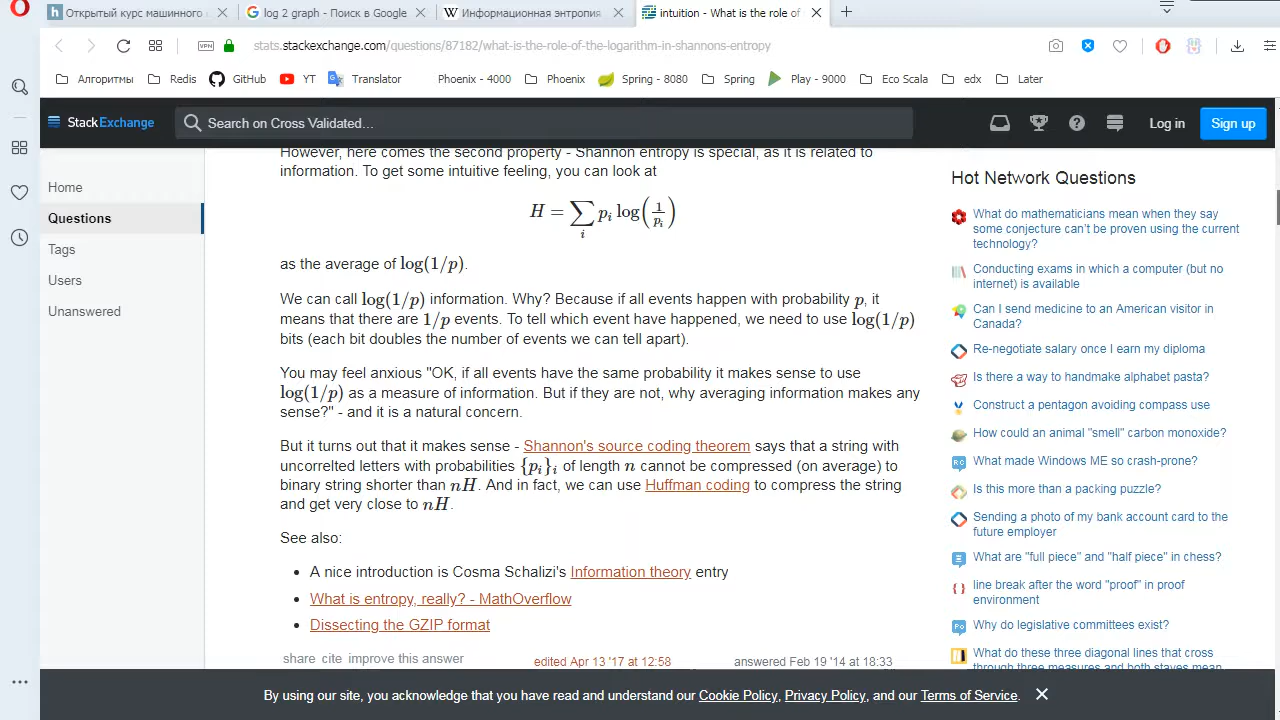 Открытый курс машинного
log 2 graph - Поиск в Google
Информационная энтропия
intuition - What is the role of
VPN
stats.stackexchange.com/questions/87182/what-is-the-role-of-the-logarithm-in-shannons-entropy
Алгоритмы Redis GitHub YT Translator Phoenix - 4000 Phoenix Spring - 8080 Spring Play - 9000 Eco Scala edx Later
StackExchange
Search on Cross Validated...
Log in
Sign up
Home
Questions
Tags
Users
Unanswered
However, here comes the second property - Shannon entropy is special, as it is related to
information. To get some intuitive feeling, you can look at
H = ∑_i p_i log(1/p_i)
as the average of log(1/p).
We can call log(1/p) information. Why? Because if all events happen with probability p, it
means that there are 1/p events. To tell which event have happened, we need to use log(1/p)
bits (each bit doubles the number of events we can tell apart).
You may feel anxious "OK, if all events have the same probability it makes sense to use
log(1/p) as a measure of information. But if they are not, why averaging information makes any
sense?" - and it is a natural concern.
But it turns out that it makes sense - Shannon's source coding theorem says that a string with
uncorrelted letters with probabilities {p_i}_i of length n cannot be compressed (on average) to
binary string shorter than nH. And in fact, we can use Huffman coding to compress the string
and get very close to nH.
See also:
• A nice introduction is Cosma Schalizi's Information theory entry
• What is entropy, really? - MathOverflow
• Dissecting the GZIP format
share cite improve this answer
edited Apr 13 '17 at 12:58
answered Feb 19 '14 at 18:33
Hot Network Questions
What do mathematicians mean when they say
some conjecture can't be proven using the current
technology?
Conducting exams in which a computer (but no
internet) is available
Can I send medicine to an American visitor in
Canada?
Re-negotiate salary once I earn my diploma
Is there a way to handmake alphabet pasta?
Construct a pentagon avoiding compass use
How could an animal "smell" carbon monoxide?
What made Windows ME so crash-prone?
Is this more than a packing puzzle?
Sending a photo of my bank account card to the
future employer
What are "full piece" and "half piece" in chess?
line break after the word "proof" in proof
environment
Why do legislative committees exist?
What do these three diagonal lines that cross
through three measures and both staves mean
By using our site, you acknowledge that you have read and understand our Cookie Policy, Privacy Policy, and our Terms of Service.